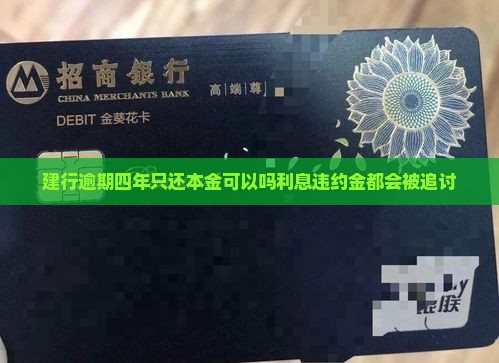 招商银行
CHINA MERCHANTS BANK
高端尊
DEBIT 金葵花卡
建行逾期四年只还本金可以吗利息违约金都会被追讨
银联